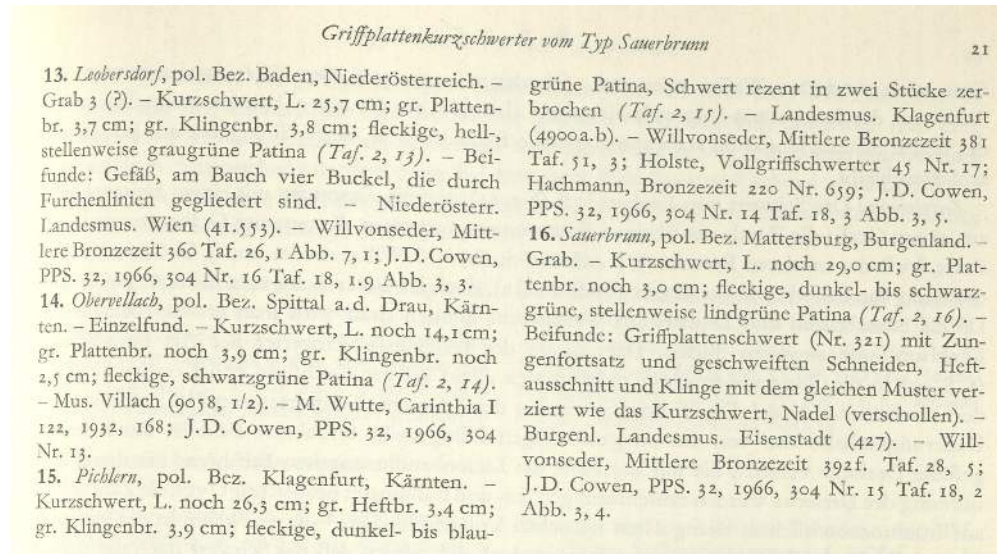 Griffplattenkurzschwerter vom Typ Sauerbrunn
21
13. Leobersdorf, pol. Bez. Baden, Niederösterreich. –
Grab 3 (?). – Kurzschwert, L. 25,7 cm; gr. Platten-
br. 3,7 cm; gr. Klingenbr. 3,8 cm; fleckige, hell-,
stellenweise graugrüne Patina (Taf. 2, 13). – Bei-
funde: Gefäß, am Bauch vier Buckel, die durch
Furchenlinien gegliedert sind. – Niederösterr.
Landesmus. Wien (41.553). – Willvonseder, Mitt-
lere Bronzezeit 360 Taf. 26, 1 Abb. 7, 1; J.D. Cowen,
PPS. 32, 1966, 304 Nr. 16 Taf. 18, 1.9 Abb. 3, 3.
14. Obervellach, pol. Bez. Spittal a.d. Drau, Kärn-
ten. – Einzelfund. – Kurzschwert, L. noch 14,1 cm;
gr. Plattenbr. noch 3,9 cm; gr. Klingenbr. noch
2,5 cm; fleckige, schwarzgrüne Patina (Taf. 2, 14).
– Mus. Villach (9058, 1/2). – M. Wutte, Carinthia I
122, 1932, 168; J.D. Cowen, PPS. 32, 1966, 304
Nr. 13.
15. Pichlern, pol. Bez. Klagenfurt, Kärnten. –
Kurzschwert, L. noch 26,3 cm; gr. Heftbr. 3,4 cm;
gr. Klingenbr. 3,9 cm; fleckige, dunkel- bis blau-
grüne Patina, Schwert rezent in zwei Stücke zer-
brochen (Taf. 2, 15). – Landesmus. Klagenfurt
(4900 a.b). – Willvonseder, Mittlere Bronzezeit 381
Taf. 51, 3; Holste, Vollgriffschwerter 45 Nr. 17;
Hachmann, Bronzezeit 220 Nr. 659; J.D. Cowen,
PPS. 32, 1966, 304 Nr. 14 Taf. 18, 3 Abb. 3, 5.
16. Sauerbrunn, pol. Bez. Mattersburg, Burgenland. –
Grab. – Kurzschwert, L. noch 29,0 cm; gr. Plat-
tenbr. noch 3,0 cm; fleckige, dunkel- bis schwarz-
grüne, stellenweise lindgrüne Patina (Taf. 2, 16). –
Beifunde: Griffplattenschwert (Nr. 321) mit Zun-
genfortsatz und geschweiften Schneiden, Heft-
ausschnitt und Klinge mit dem gleichen Muster ver-
ziert wie das Kurzschwert, Nadel (verschollen). –
Burgenl. Landesmus. Eisenstadt (427). – Will-
vonseder, Mittlere Bronzezeit 392f. Taf. 28, 5;
J.D. Cowen, PPS. 32, 1966, 304 Nr. 15 Taf. 18, 2
Abb. 3, 4.